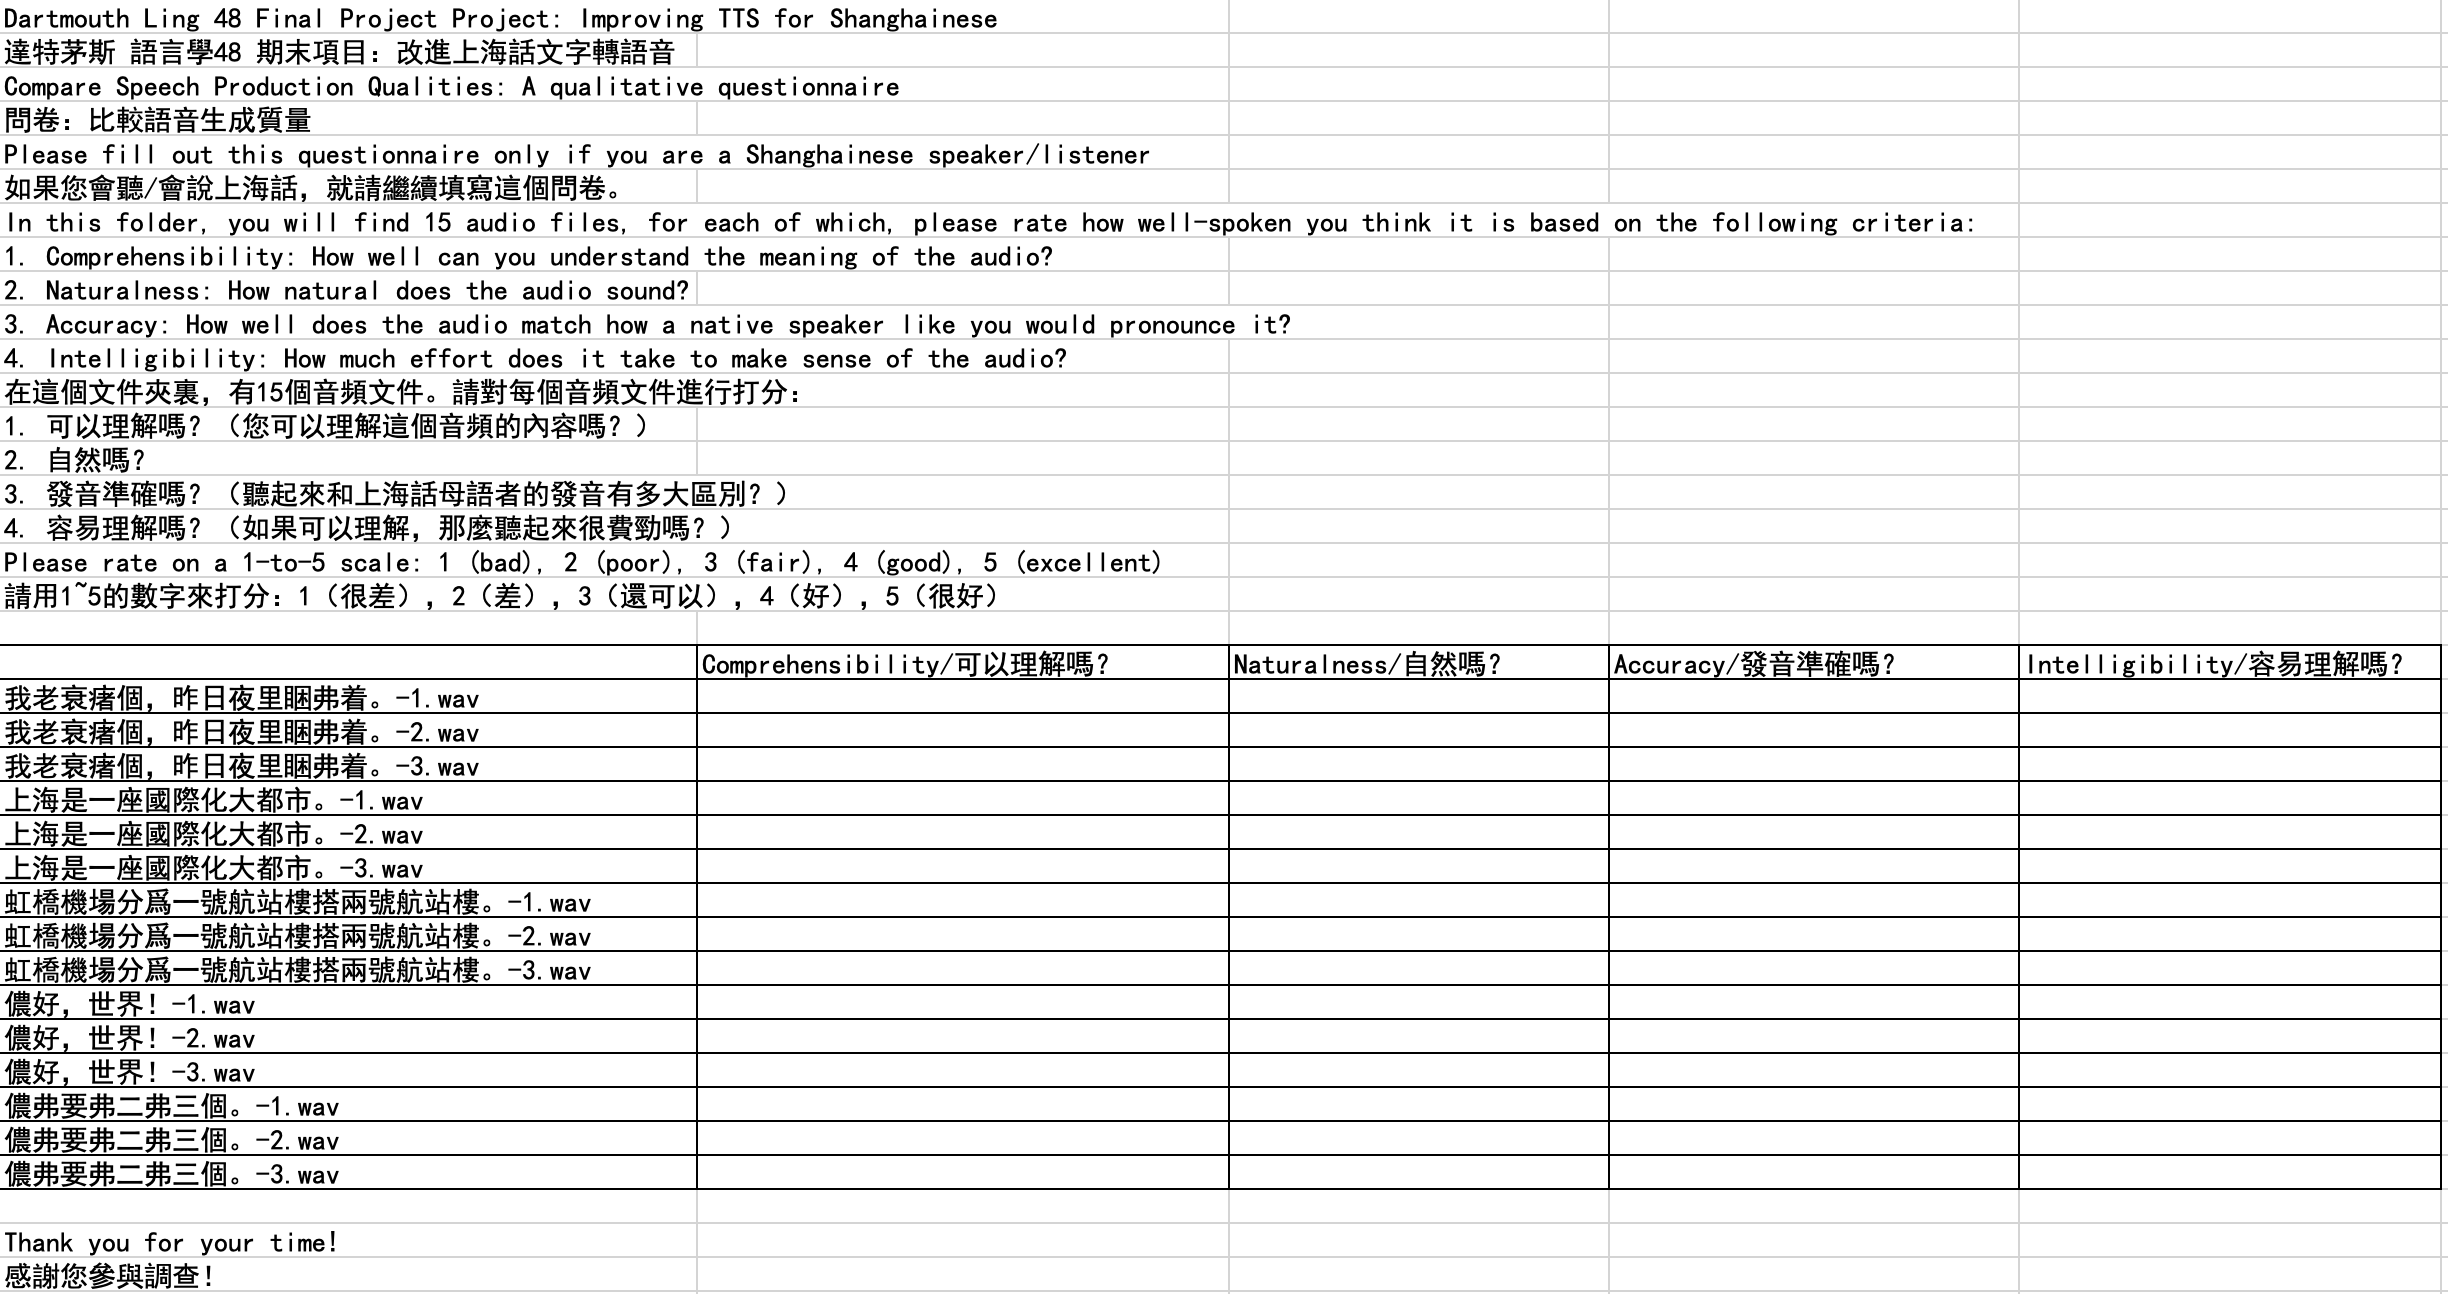 Dartmouth Ling 48 Final Project Project: Improving TTS for Shanghainese
達特茅斯 語言學48 期末項目：改進上海話文字轉語音
Compare Speech Production Qualities: A qualitative questionnaire
問卷：比較語音生成質量
Please fill out this questionnaire only if you are a Shanghainese speaker/listener
如果您會聽/會說上海話，就請繼續填寫這個問卷。
In this folder, you will find 15 audio files, for each of which, please rate how well-spoken you think it is based on the following criteria:
1. Comprehensibility: How well can you understand the meaning of the audio?
2. Naturalness: How natural does the audio sound?
3. Accuracy: How well does the audio match how a native speaker like you would pronounce it?
4. Intelligibility: How much effort does it take to make sense of the audio?
在這個文件夾裏，有15個音頻文件。請對每個音頻文件進行打分：
1. 可以理解嗎？（您可以理解這個音頻的內容嗎？）
2. 自然嗎？
3. 發音準確嗎？（聽起來和上海話母語者的發音有多大區別？）
4. 容易理解嗎？（如果可以理解，那麼聽起來很費勁嗎？）
Please rate on a 1-to-5 scale: 1 (bad), 2 (poor), 3 (fair), 4 (good), 5 (excellent)
請用1~5的數字來打分：1（很差），2（差），3（還可以），4（好），5（很好）
Comprehensibility/可以理解嗎？ Naturalness/自然嗎？ Accuracy/發音準確嗎？ Intelligibility/容易理解嗎？
我老衰瘏個，昨日夜里睏弗着。-1.wav
我老衰瘏個，昨日夜里睏弗着。-2.wav
我老衰瘏個，昨日夜里睏弗着。-3.wav
上海是一座國際化大都市。-1.wav
上海是一座國際化大都市。-2.wav
上海是一座國際化大都市。-3.wav
虹橋機場分爲一號航站樓搭兩號航站樓。-1.wav
虹橋機場分爲一號航站樓搭兩號航站樓。-2.wav
虹橋機場分爲一號航站樓搭兩號航站樓。-3.wav
儂好，世界！-1.wav
儂好，世界！-2.wav
儂好，世界！-3.wav
儂弗要弗二弗三個。-1.wav
儂弗要弗二弗三個。-2.wav
儂弗要弗二弗三個。-3.wav
Thank you for your time!
感謝您參與調查！